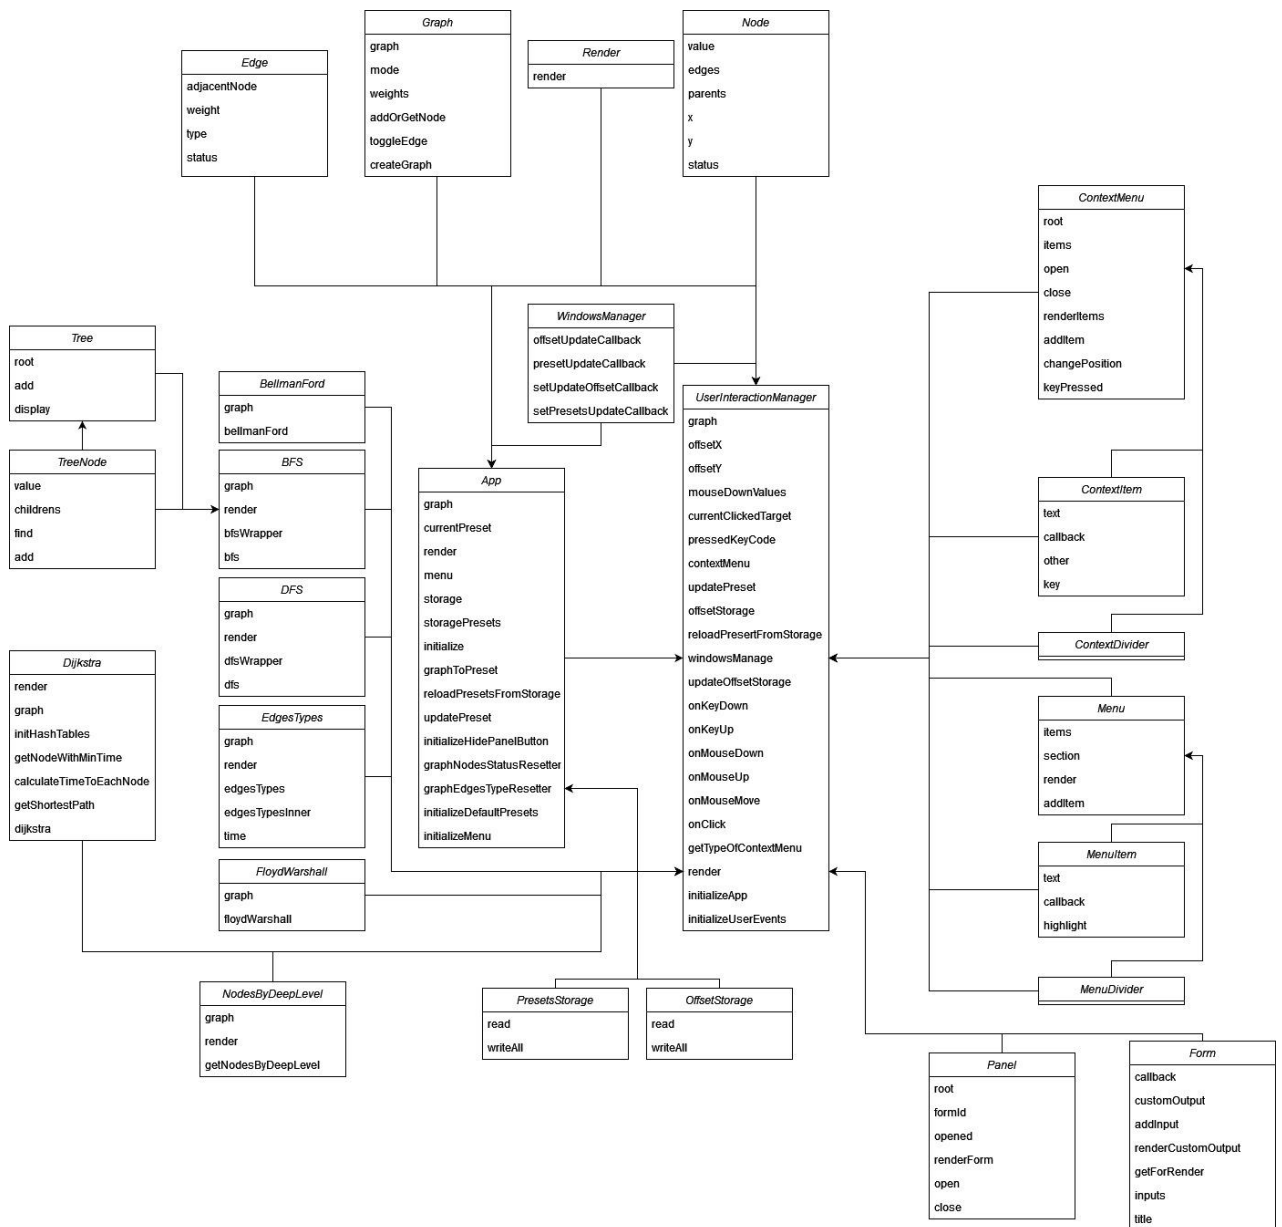 Graph
graph
mode
weights
addOrGetNode
toggleEdge
createGraph
Node
value
edges
parents
x
y
status
Render
render
Edge
adjacentNode
weight
type
status
ContextMenu
root
items
open
close
renderItems
addItem
changePosition
keyPressed
WindowsManager
offsetUpdateCallback
presetUpdateCallback
setUpdateOffsetCallback
setPresetsUpdateCallback
Tree
root
add
display
BellmanFord
graph
bellmanFord
UserInteractionManager
graph
offsetX
offsetY
mouseDownValues
currentClickedTarget
pressedKeyCode
contextMenu
updatePreset
offsetStorage
reloadPresertFromStorage
windowsManage
updateOffsetStorage
onKeyDown
onKeyUp
onMouseDown
onMouseUp
onMouseMove
onClick
getTypeOfContextMenu
render
initializeApp
initializeUserEvents
TreeNode
value
childrens
find
add
BFS
graph
render
bfsWrapper
bfs
App
graph
currentPreset
render
menu
storage
storagePresets
initialize
graphToPreset
reloadPresetsFromStorage
updatePreset
initializeHidePanelButton
graphNodesStatusResetter
graphEdgesTypeResetter
initializeDefaultPresets
initializeMenu
ContextItem
text
callback
other
key
DFS
graph
render
dfsWrapper
dfs
ContextDivider
Dijkstra
render
graph
initHashTables
getNodeWithMinTime
calculateTimeToEachNode
getShortestPath
dijkstra
EdgesTypes
graph
render
edgesTypes
edgesTypesInner
time
Menu
items
section
render
addItem
MenuItem
text
callback
highlight
FloydWarshall
graph
floydWarshall
MenuDivider
NodesByDeepLevel
graph
render
getNodesByDeepLevel
PresetsStorage
read
writeAll
OffsetStorage
read
writeAll
Panel
root
formId
opened
renderForm
open
close
Form
callback
customOutput
addInput
renderCustomOutput
getForRender
inputs
title